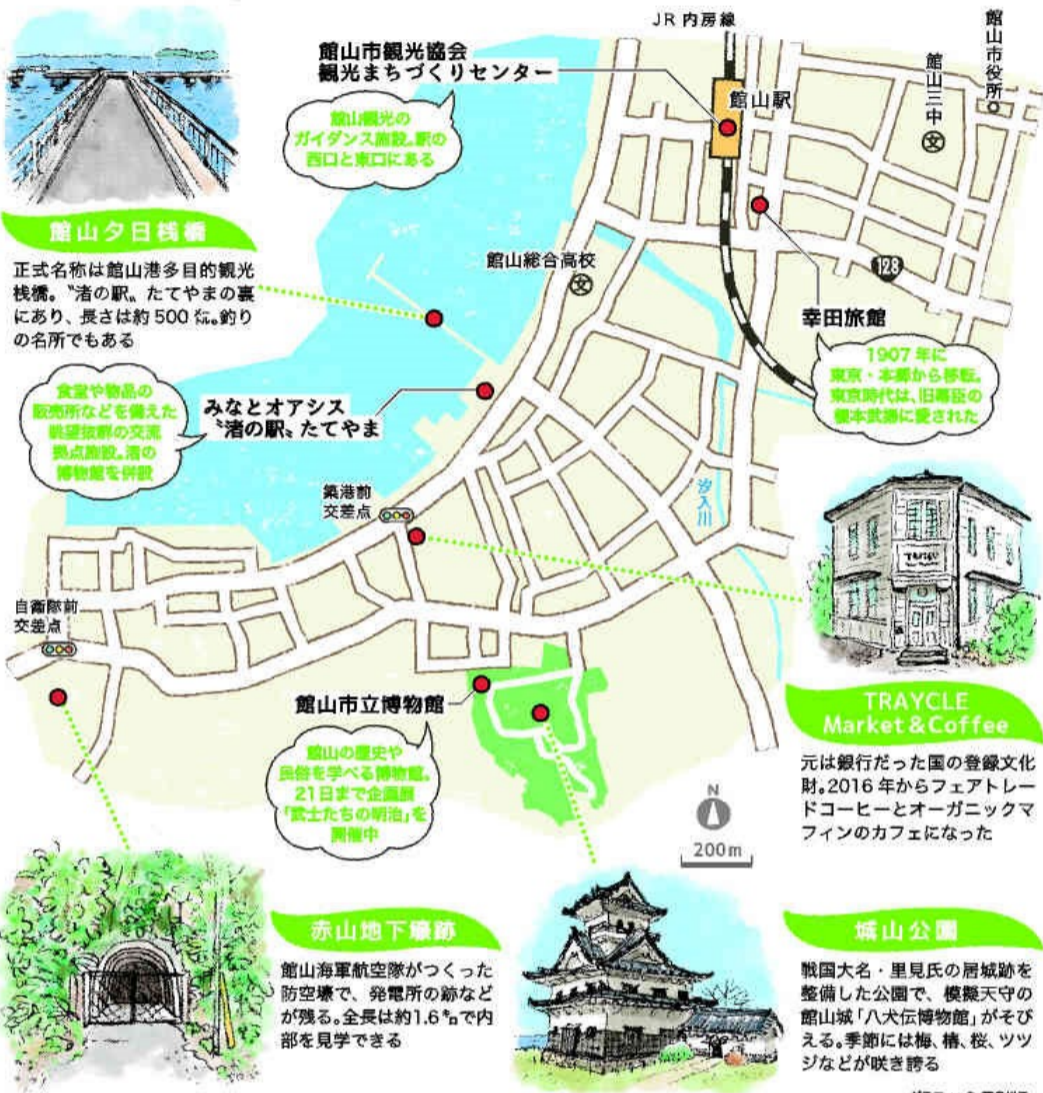 JR内房線
館山市役所
館山三中
館山市観光協会
観光まちづくりセンター
館山駅
館山観光の
ガイダンス施設。駅の
西口と東口にある
館山夕日桟橋
正式名称は館山港多目的観光
桟橋。〝渚の駅〟たてやまの裏
にあり、長さは約500㍍。釣り
の名所でもある
館山総合高校
文
文
128
幸田旅館
1907年に
東京・本郷から移転。
東京時代は、旧幕臣の
榎本武揚に愛された
食堂や物品の
販売所などを備えた
眺望抜群の交流
拠点施設。渚の
博物館を併設
みなとオアシス
〝渚の駅〟たてやま
汐入川
築港前
交差点
自衛隊前
交差点
館山市立博物館
館山の歴史や
民俗を学べる博物館。
21日まで企画展
「武士たちの明治」を
開催中
N
200m
TRAYCLE
Market&Coffee
元は銀行だった国の登録文化
財。2016年からフェアトレー
ドコーヒーとオーガニックマ
フィンのカフェになった
赤山地下壕跡
館山海軍航空隊がつくった
防空壕で、発電所の跡など
が残る。全長は約1.6㌔で内
部を見学できる
城山公園
戦国大名・里見氏の居城跡を
整備した公園で、模擬天守の
館山城「八犬伝博物館」がそび
える。季節には梅、椿、桜、ツツ
ジなどが咲き誇る